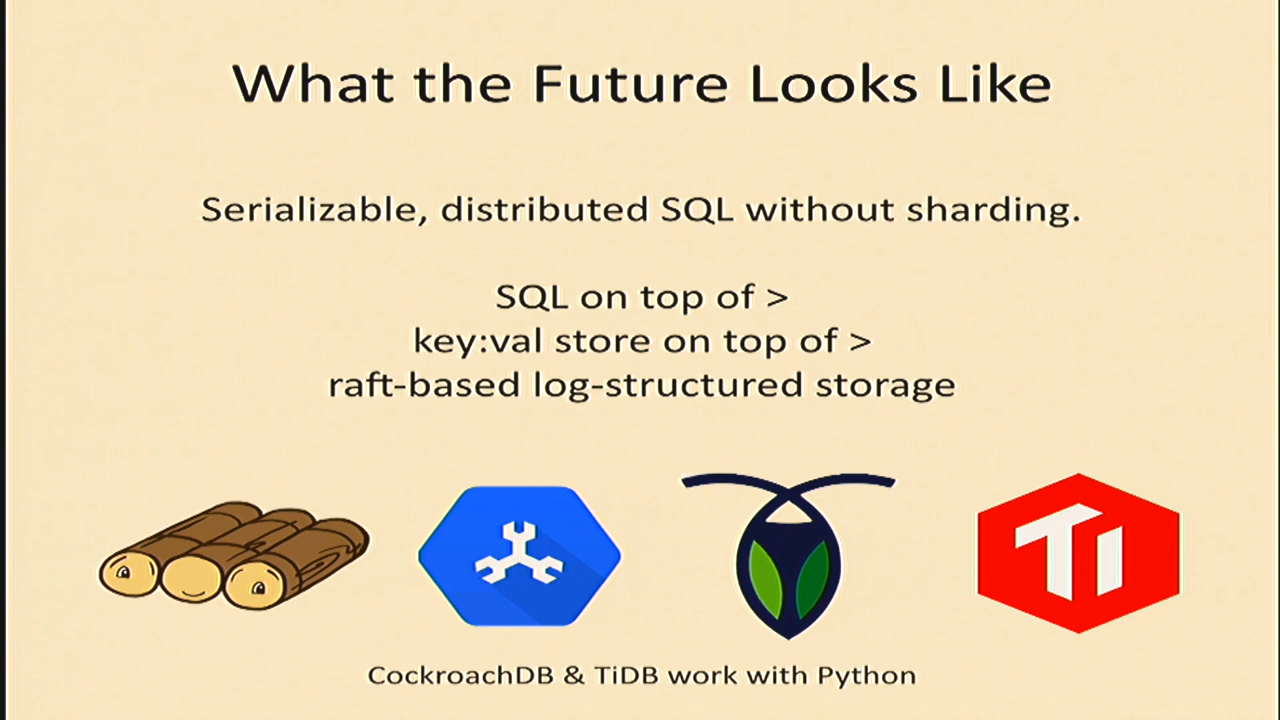 What the Future Looks Like
Serializable, distributed SQL without sharding.
SQL on top of >
key:val store on top of >
raft-based log-structured storage
Ti
CockroachDB & TiDB work with Python